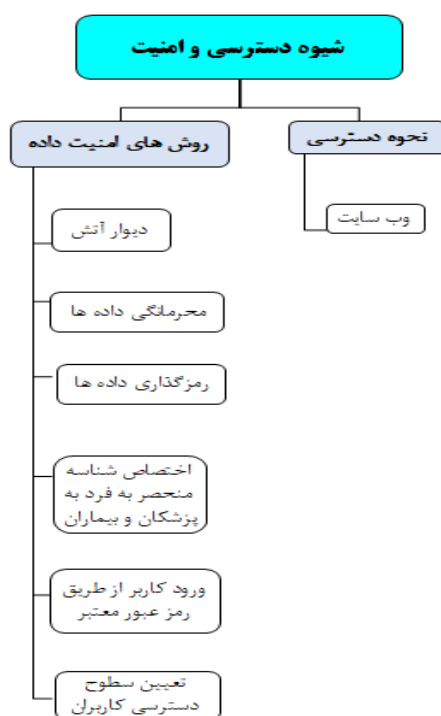 شیوه دسترسی و امنیت
نحوه دسترسی
روش های امنیت داده
وب سایت
دیوار آتش
محرمانگی داده ها
رمزگذاری داده ها
اختصاص شناسه
منحصر به فرد به
پزشکان و بیماران
ورود کاربر از طریق
رمز عبور معتبر
تعیین سطوح
دسترسی کاربران